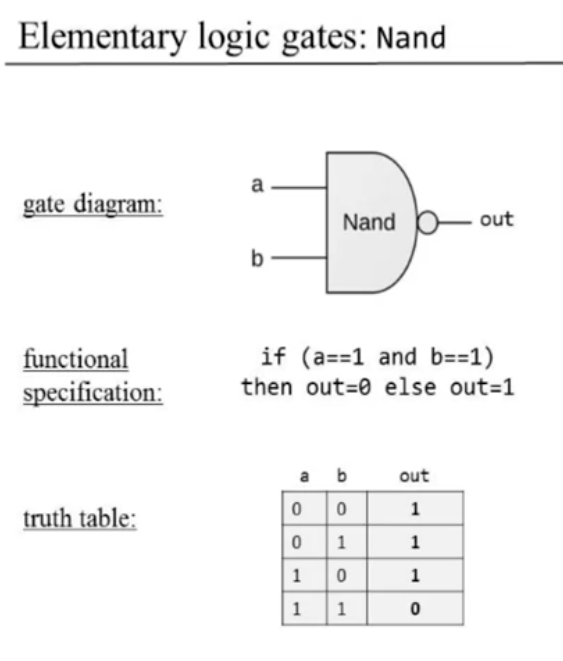 Elementary logic gates: Nand
gate diagram:
a
Nand
out
b
functional
specification:
if (a==1 and b==1)
then out=0 else out=1
truth table:
a b out
0 0 1
0 1 1
1 0 1
1 1 0